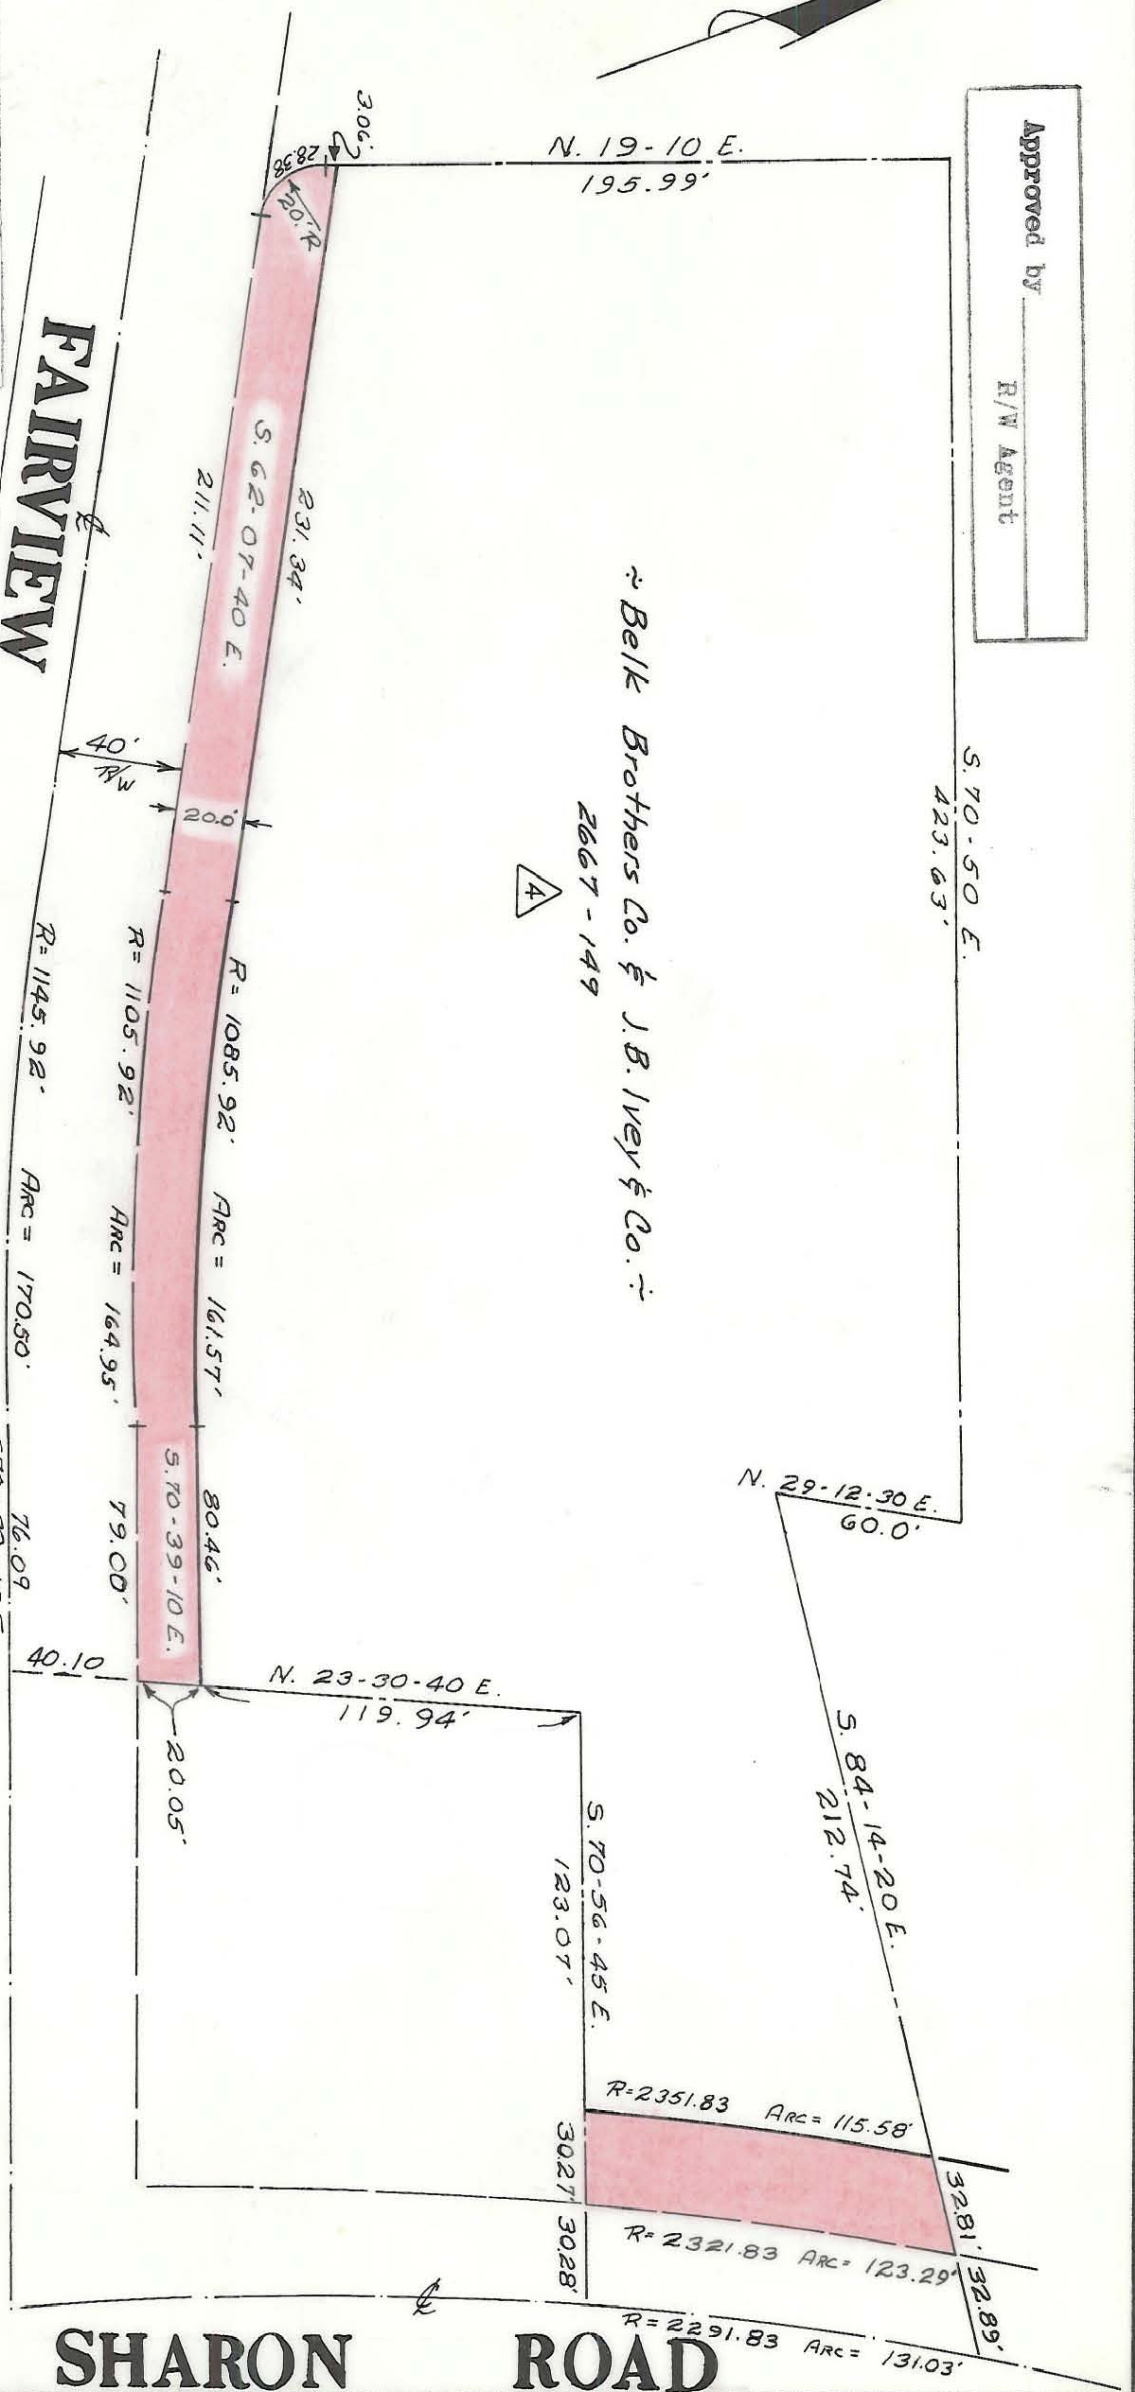 Approved by
R/W Agent
N. 19-10 E.
195.99'
3.06'
28.38
20' R
S. 70-50 E.
423.63'
S. 62-07-40 E.
231.34'
211.11'
FAIRVIEW
℄
40'
R/W
20.0'
÷ Belk Brothers Co. & J.B. Ivey & Co. ÷
2667-149
4
R= 1085.92' ARC= 161.57'
R= 1105.92' ARC= 164.95'
R=1145.92' ARC= 170.50'
N. 29-12-30 E.
60.0'
80.46'
S. 70-39-10 E.
79.00'
76.09
40.10
N. 23-30-40 E.
119.94'
20.05'
S. 84-14-20 E.
212.74'
S. 70-56-45 E.
123.07'
R=2351.83 ARC= 115.58'
30.27' 30.28'
32.81' 32.89'
R= 2321.83 ARC= 123.29'
℄
R=2291.83 ARC= 131.03'
SHARON ROAD